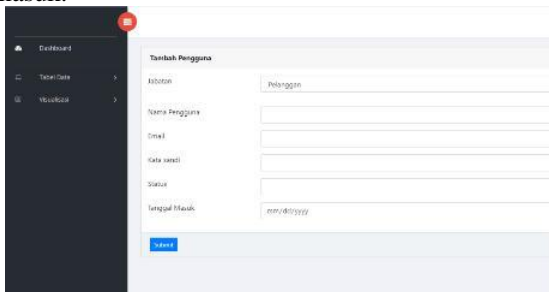 Dashboard
Tabel Data
Visualisasi
Tambah Pengguna
Jabatan
Pelanggan
Nama Pengguna
Email
Kata sandi
Status
Tanggal Masuk
mm/dd/yyyy
Submit